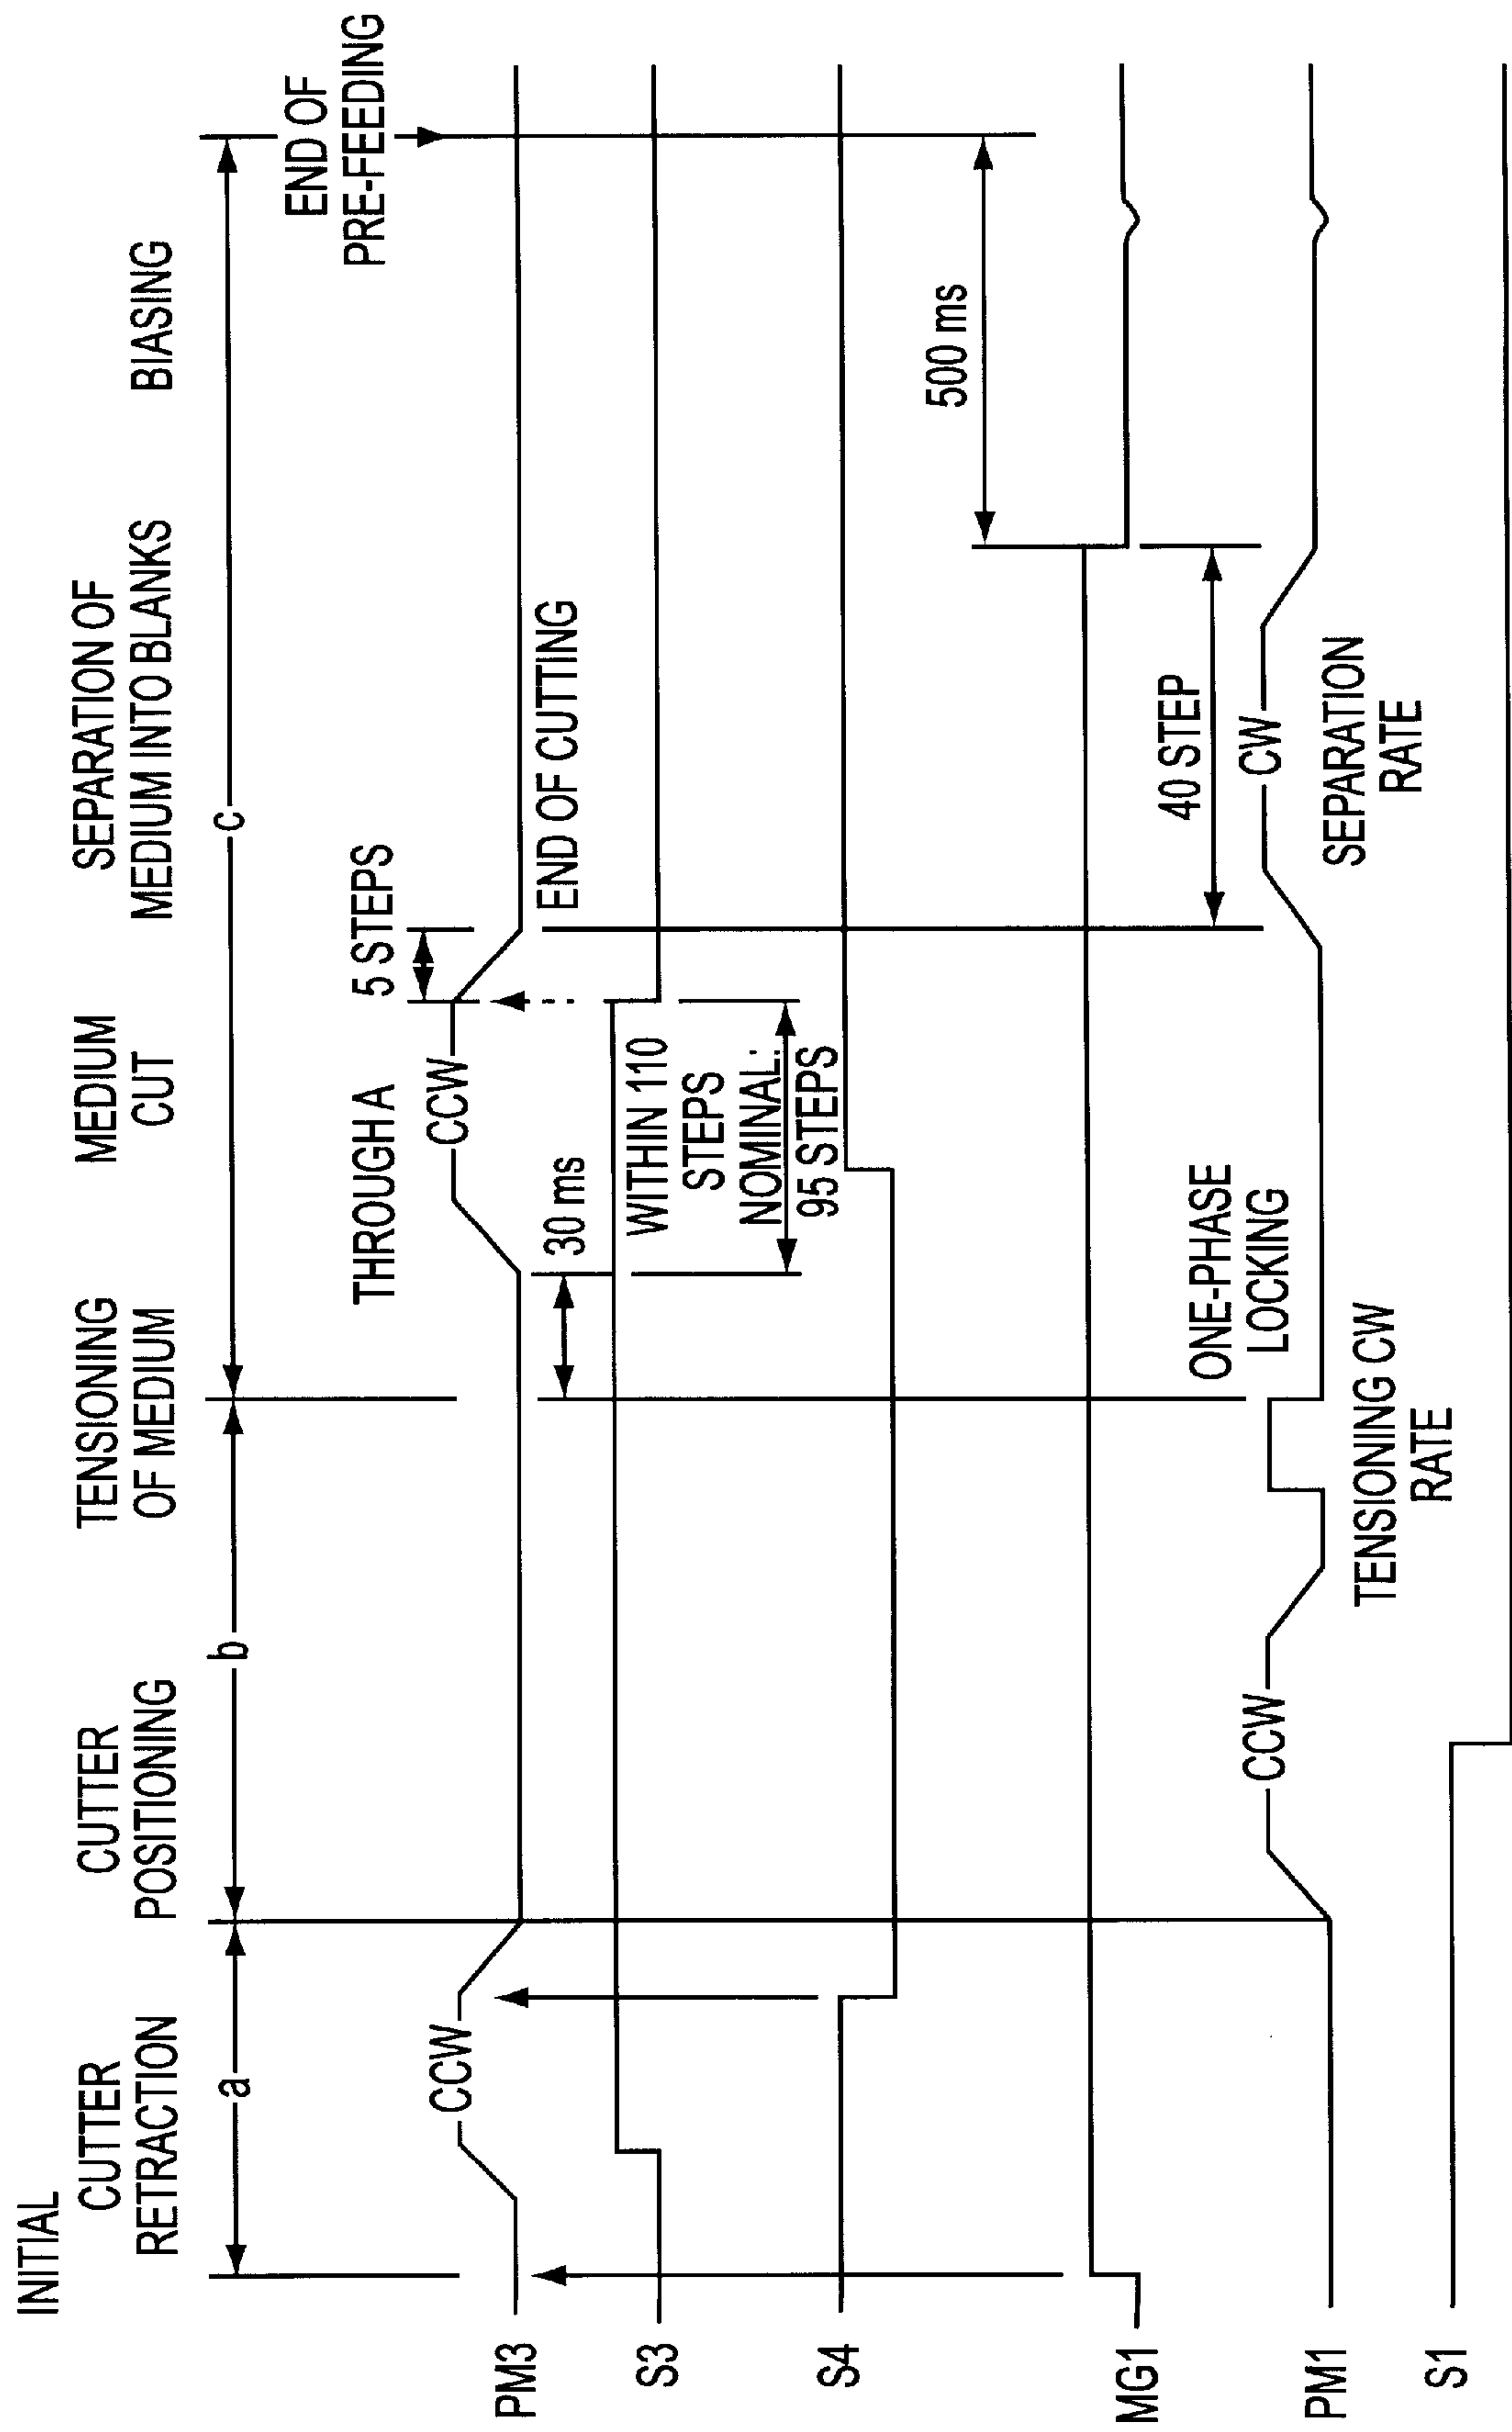 INITIAL
CUTTER
RETRACTION
CUTTER
POSITIONING
TENSIONING
OF MEDIUM
MEDIUM
CUT
SEPARATION OF
MEDIUM INTO BLANKS
BIASING
a
b
c
END OF
PRE-FEEDING
PM3
CCW
THROUGH A
CCW
5 STEPS
30 ms
END OF CUTTING
S3
WITHIN 110
STEPS
NOMINAL:
95 STEPS
S4
500 ms
MG1
40 STEP
ONE-PHASE
LOCKING
PM1
CCW
CW
TENSIONING CW
RATE
SEPARATION
RATE
S1